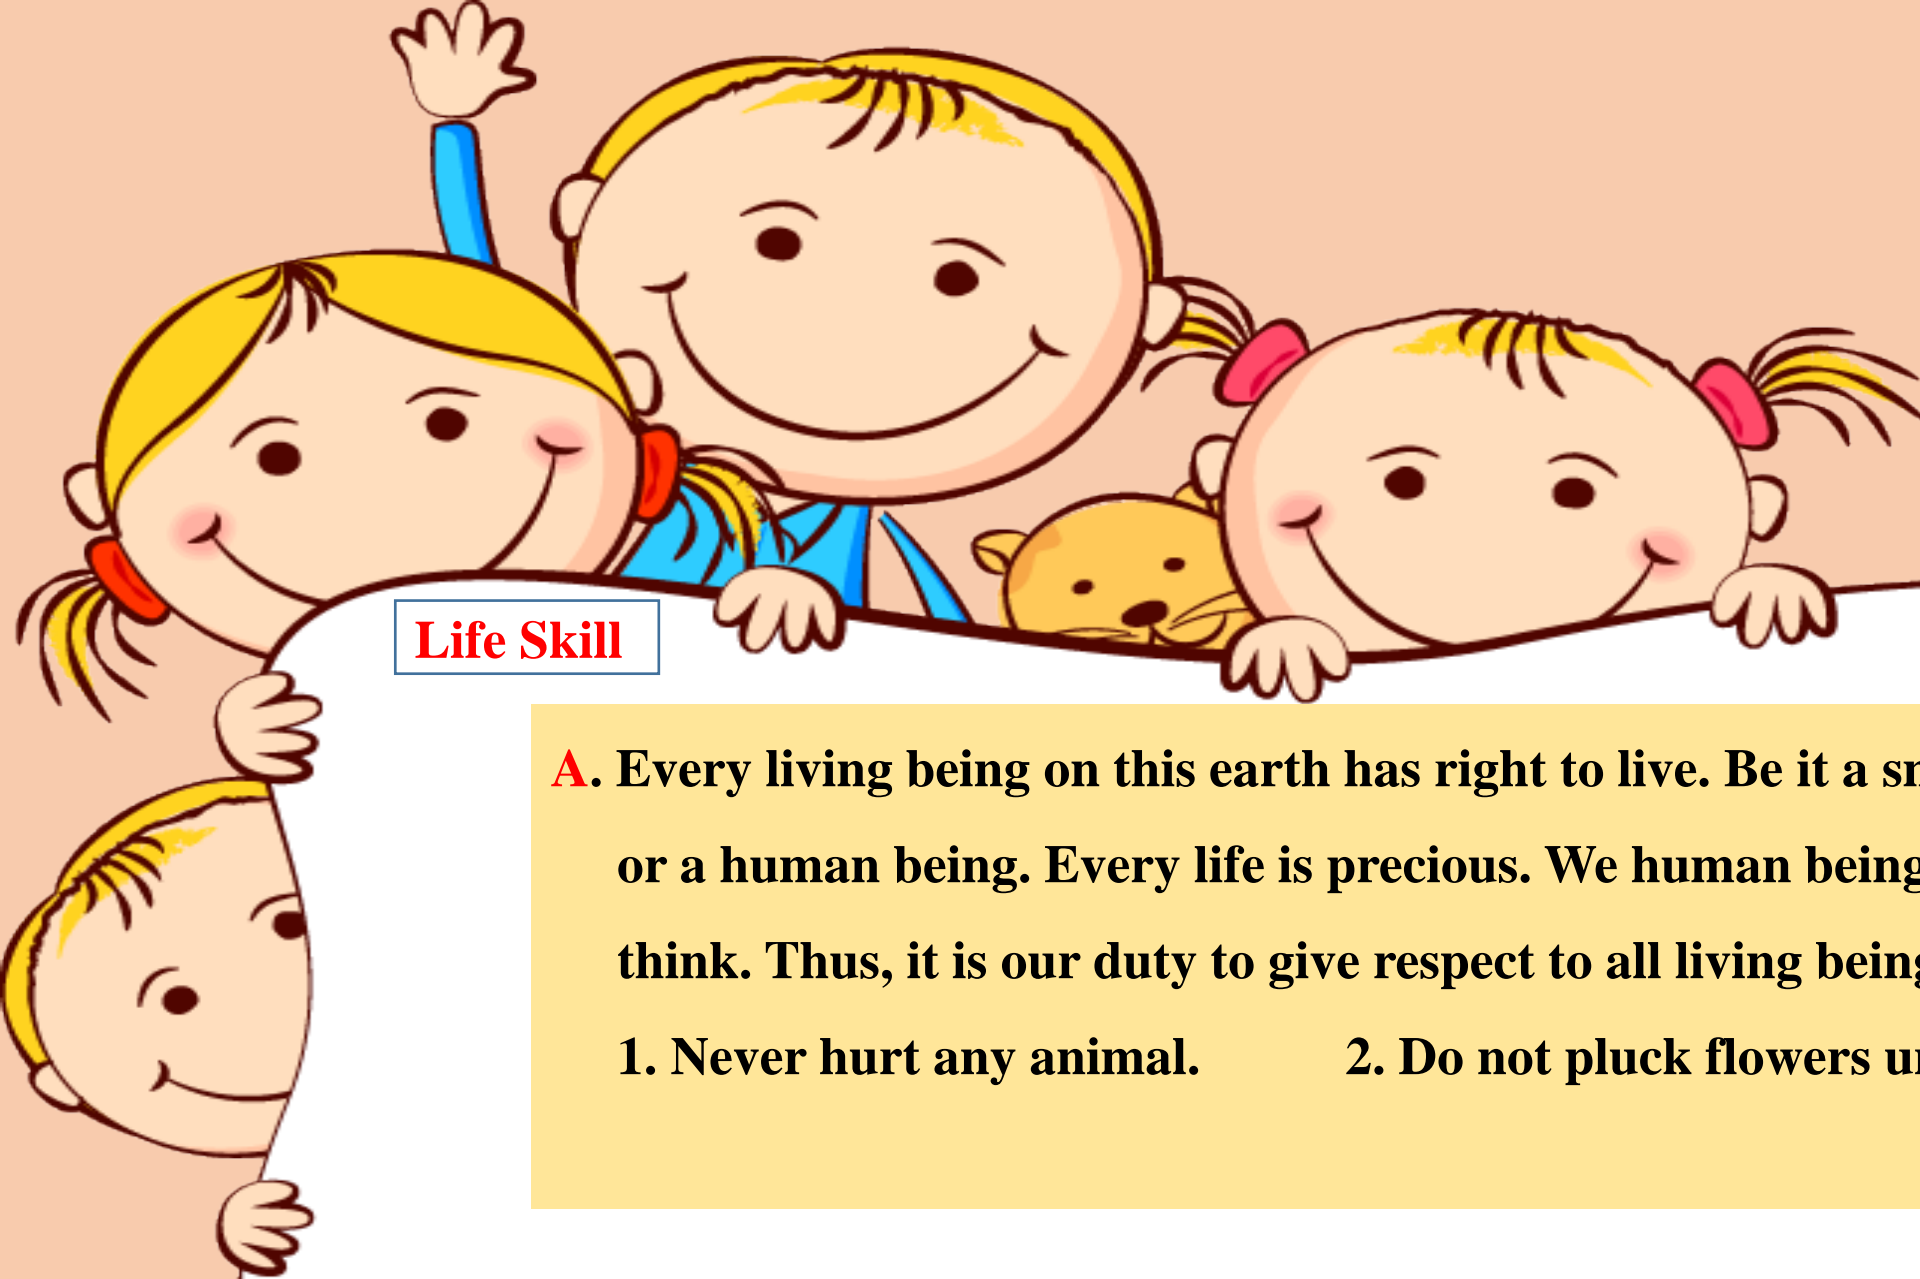 Life Skill
A. Every living being on this earth has right to live. Be it a
or a human being. Every life is precious. We human
think. Thus, it is our duty to give respect to all living
1. Never hurt any animal. 2. Do not pluck flowers